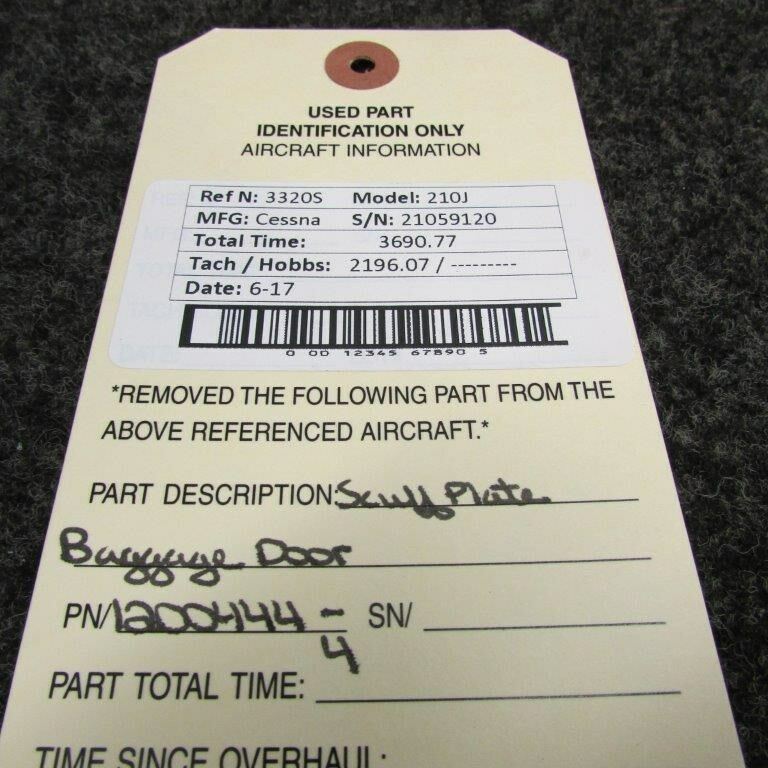 USED PART
IDENTIFICATION ONLY
AIRCRAFT INFORMATION
Ref N: 3320S Model: 210J
MFG: Cessna S/N: 21059120
Total Time: 3690.77
Tach / Hobbs: 2196.07 / ---------
Date: 6-17
0 00 12345 67890 5
*REMOVED THE FOLLOWING PART FROM THE
ABOVE REFERENCED AIRCRAFT.*
PART DESCRIPTION: Scuff Plate
Baggage Door
PN/ 1200444 - SN/
4
PART TOTAL TIME:
TIME SINCE OVERHAUL: